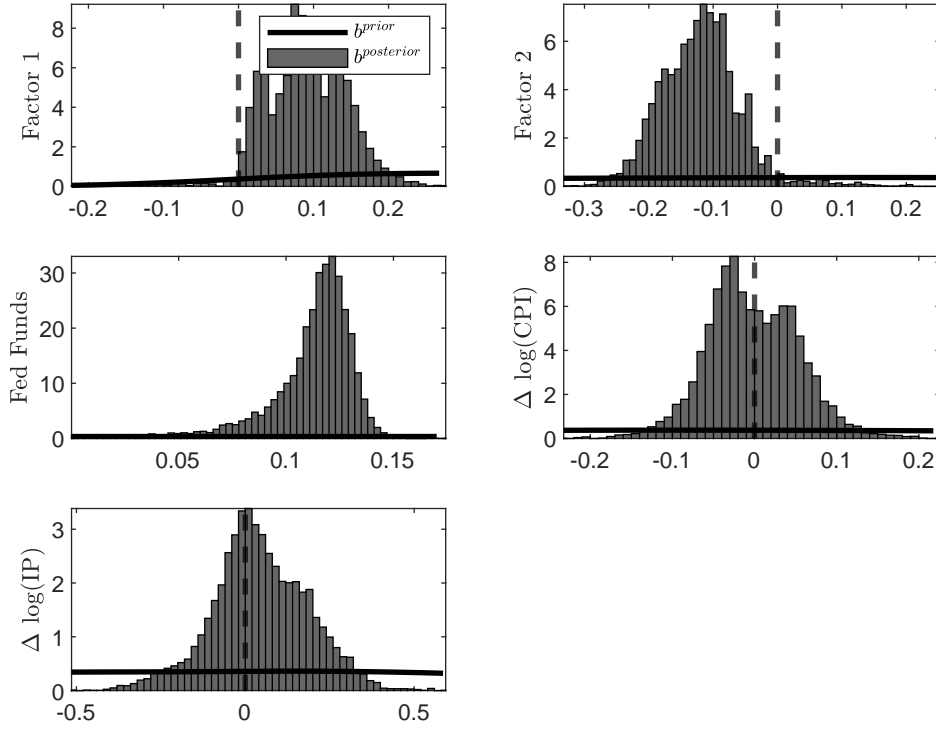 b^prior
b^posterior
Factor 1
8
6
4
2
0
-0.2 -0.1 0 0.1 0.2
Factor 2
6
4
2
0
-0.3 -0.2 -0.1 0 0.1 0.2
Fed Funds
30
20
10
0
0.05 0.1 0.15
Δ log(CPI)
8
6
4
2
0
-0.2 -0.1 0 0.1 0.2
Δ log(IP)
3
2
1
0
-0.5 0 0.5